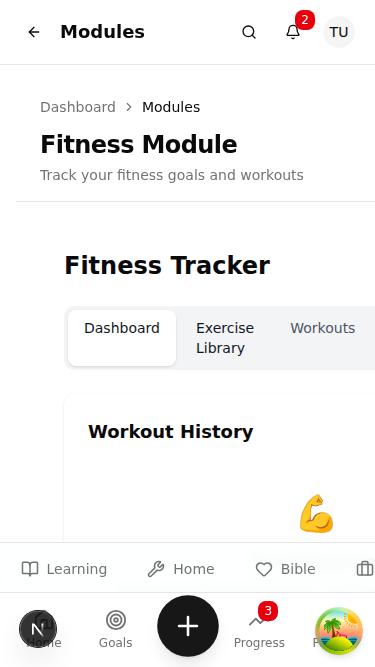 Modules
2
TU
Dashboard > Modules
Fitness Module
Track your fitness goals and workouts
Fitness Tracker
Dashboard
Exercise
Library
Workouts
Workout History
Learning
Home
Bible
N
Home
Goals
3
Progress